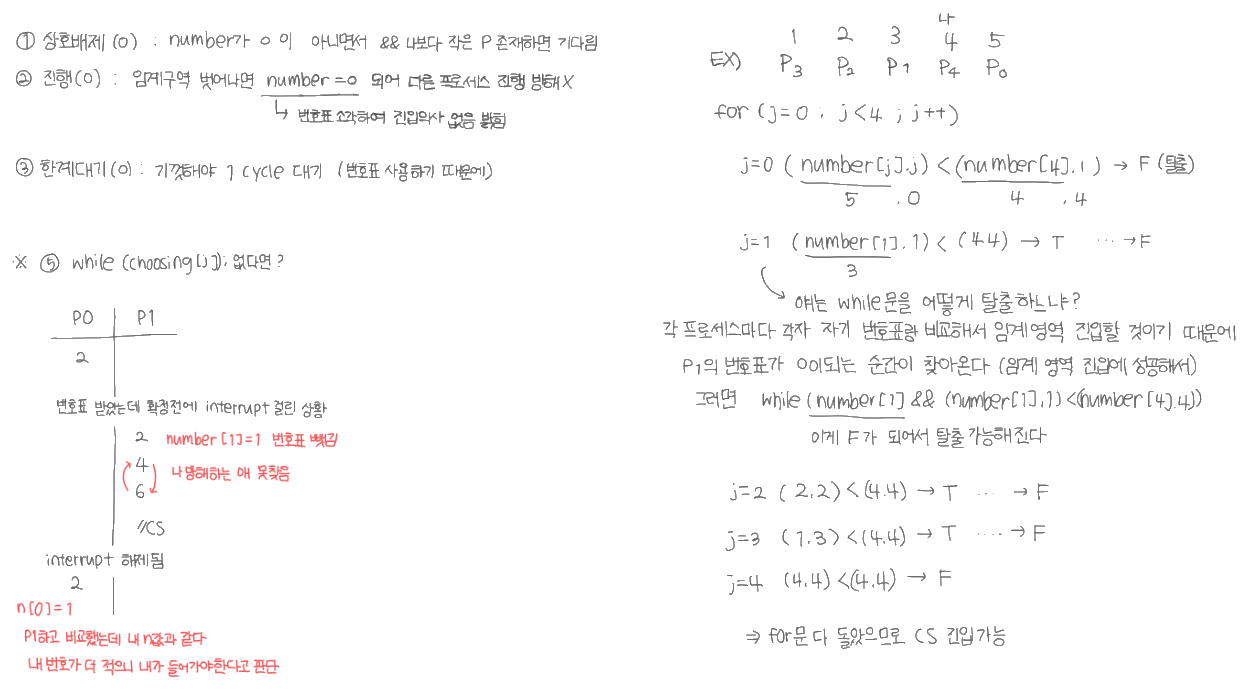 ① 상호배제 (O) : number가 0 이 아니면서 && 나보다 작은 P 존재하면 기다림
② 진행(O) : 임계구역 벗어나면 number=0 되어 다른 프로세스 진행 방해X
↳ 번호표 소각하여 진입의사 없음 밝힘
③ 한계대기(O) : 기껏해야 1 cycle 대기 (번호표 사용하기 때문에)
※ ⑤ while (choosing[j]); 없다면?
P0 P1
2
번호표 받았는데 확정전에 interrupt 걸린 상황
2 number[1]=1 번호표 뺏김
4 나 방해하는 애 못찾음
6
//CS
interrupt 해제됨
2
n[0]=1
P1하고 비교했는데 내 n값과 같다
내 번호가 더 적으니 내가 들어가야한다고 판단
나
1 2 3 4 5
EX) P3 P2 P1 P4 P0
for (j=0 ; j<4 ; j++)
j=0 (number[j].j) < (number[4].i) → F (탈출)
5 . 0 4 . 4
j=1 (number[1].1) < (4.4) → T ... → F
3
얘는 while문을 어떻게 탈출하느냐?
각 프로세스마다 각자 자기 번호표랑 비교해서 임계영역 진입할 것이기 때문에
P1의 번호표가 0이되는 순간이 찾아온다 (임계 영역 진입에 성공해서)
그러면 while (number[1] && (number[1].1) < (number[4].4))
이게 F가 되어서 탈출 가능해진다
j=2 (2.2) < (4.4) → T ... → F
j=3 (1.3) < (4.4) → T .... → F
j=4 (4.4) < (4.4) → F
⇒ for문 다 돌았으므로 CS 진입가능